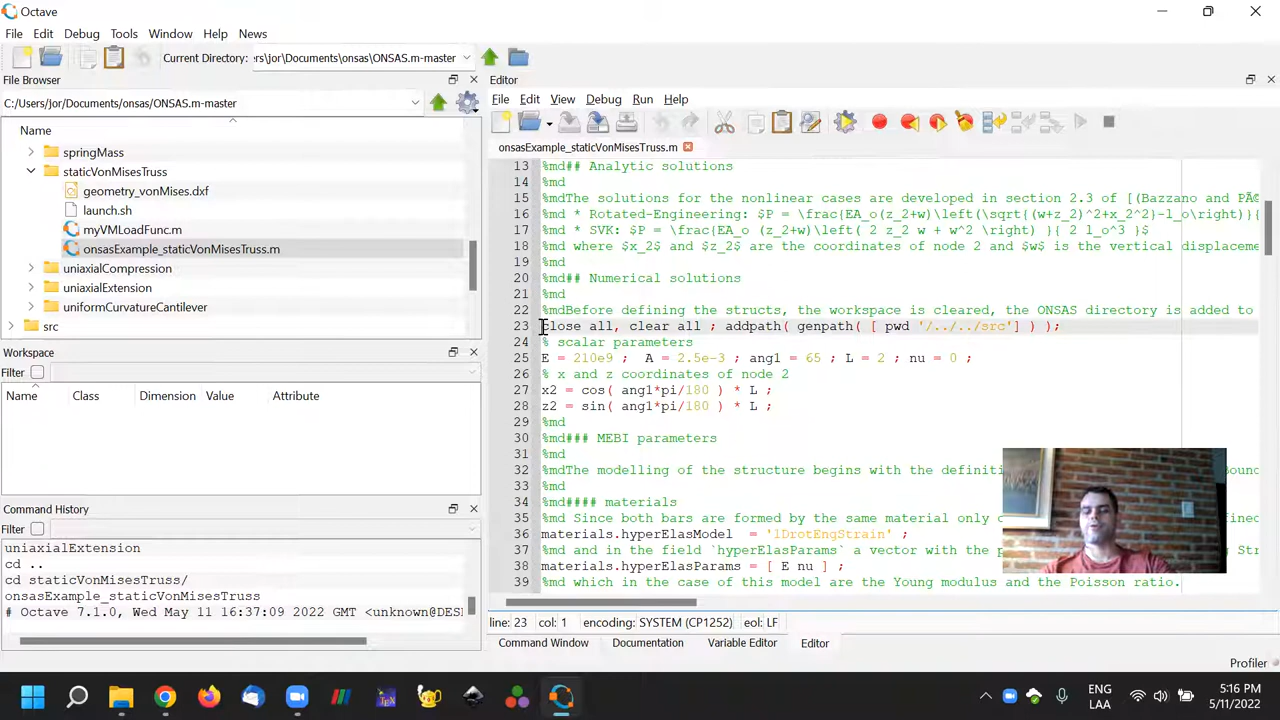 Octave
File Edit Debug Tools Window Help News
Current Directory: ers\jor\Documents\onsas\ONSAS.m-master
File Browser
C:/Users/jor/Documents/onsas/ONSAS.m-master
Name
springMass
staticVonMisesTruss
geometry_vonMises.dxf
launch.sh
myVMLoadFunc.m
onsasExample_staticVonMisesTruss.m
uniaxialCompression
uniaxialExtension
uniformCurvatureCantilever
src
Workspace
Filter
Name Class Dimension Value Attribute
Command History
Filter
uniaxialExtension
cd ..
cd staticVonMisesTruss/
onsasExample_staticVonMisesTruss
# Octave 7.1.0, Wed May 11 16:37:09 2022 GMT <unknown@DES
Editor
File Edit View Debug Run Help
onsasExample_staticVonMisesTruss.m
13 %md## Analytic solutions
14 %md
15 %mdThe solutions for the nonlinear cases are developed in section 2.3 of [(Bazzano and PÃ
16 %md * Rotated-Engineering: $P = \frac{EA_o(z_2+w)\left(\sqrt{(w+z_2)^2+x_2^2}-l_o\right)}{
17 %md * SVK: $P = \frac{EA_o (z_2+w)\left( 2 z_2 w + w^2 \right) }{ 2 l_o^3 }$
18 %md where $x_2$ and $z_2$ are the coordinates of node 2 and $w$ is the vertical displaceme
19 %md
20 %md## Numerical solutions
21 %md
22 %mdBefore defining the structs, the workspace is cleared, the ONSAS directory is added to
23 close all, clear all ; addpath( genpath( [ pwd '/../../src'] ) );
24 % scalar parameters
25 E = 210e9 ; A = 2.5e-3 ; ang1 = 65 ; L = 2 ; nu = 0 ;
26 % x and z coordinates of node 2
27 x2 = cos( ang1*pi/180 ) * L ;
28 z2 = sin( ang1*pi/180 ) * L ;
29 %md
30 %md### MEBI parameters
31 %md
32 %mdThe modelling of the structure begins with the definiti Boun
33 %md
34 %md#### materials
35 %md Since both bars are formed by the same material only o efined
36 materials.hyperElasModel = '1DrotEngStrain' ;
37 %md and in the field `hyperElasParams` a vector with the p g Str
38 materials.hyperElasParams = [ E nu ] ;
39 %md which in the case of this model are the Young modulus and the Poisson ratio.
line: 23 col: 1 encoding: SYSTEM (CP1252) eol: LF
Command Window Documentation Variable Editor Editor
Profiler
ENG
LAA
5:16 PM
5/11/2022